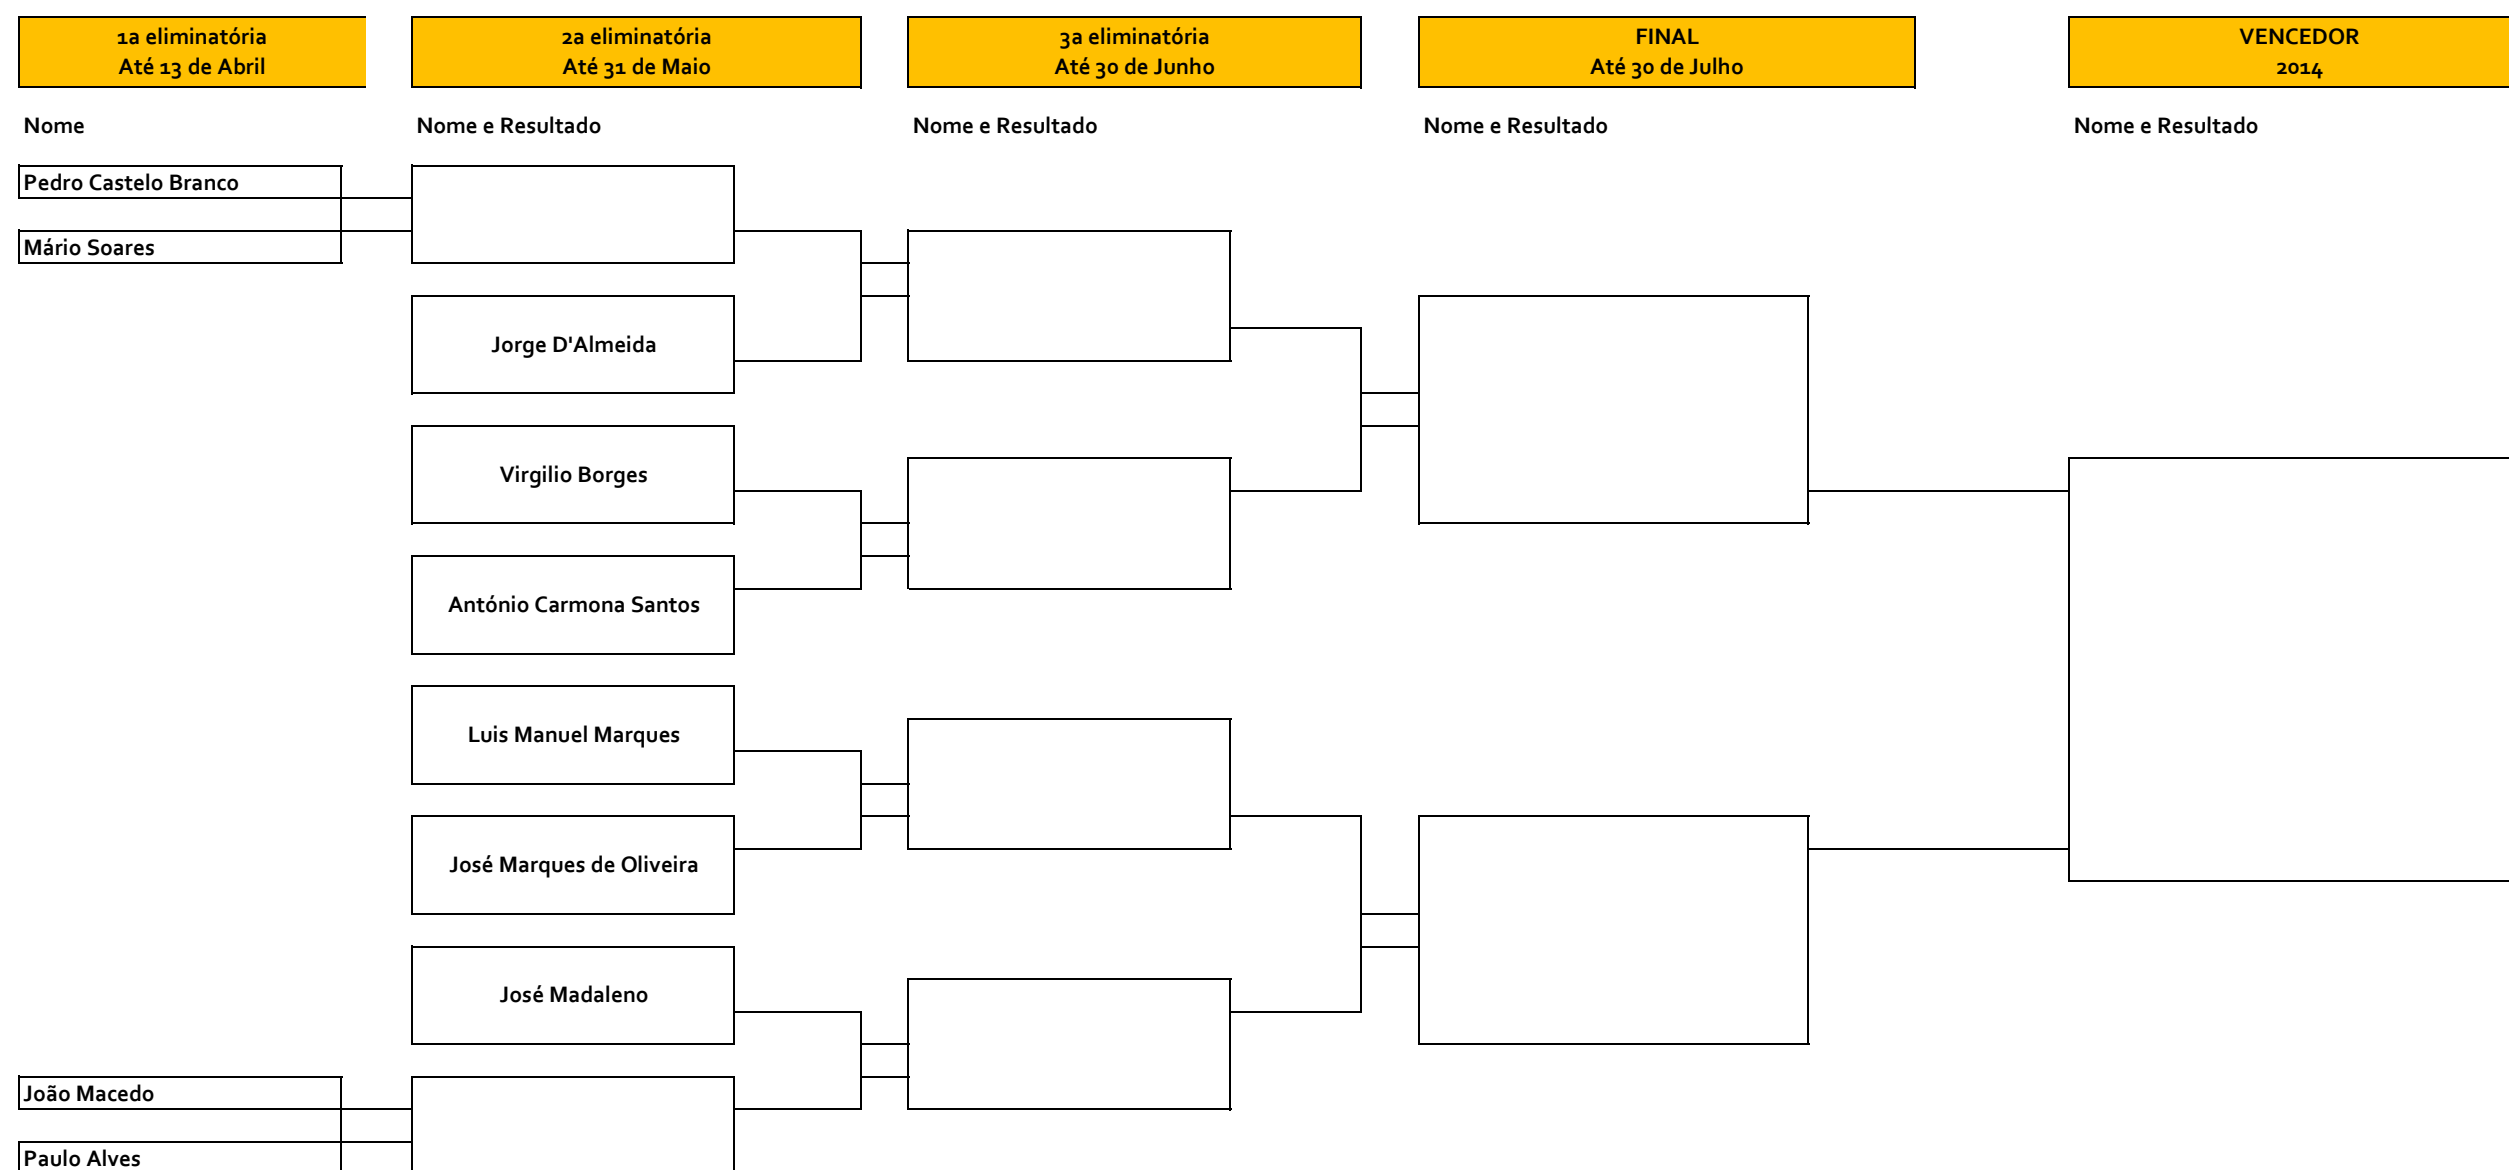 1a eliminatória
Até 13 de Abril
2a eliminatória
Até 31 de Maio
3a eliminatória
Até 30 de Junho
FINAL
Até 30 de Julho
VENCEDOR
2014
Nome
Nome e Resultado
Nome e Resultado
Nome e Resultado
Nome e Resultado
Pedro Castelo Branco
Mário Soares
Jorge D'Almeida
Virgilio Borges
António Carmona Santos
Luis Manuel Marques
José Marques de Oliveira
José Madaleno
João Macedo
Paulo Alves